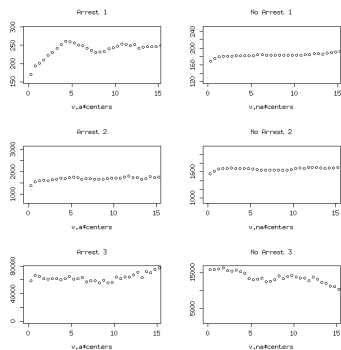 Arrest 1
No Arrest 1
150 200 250 300
120 160 200 240
0 5 10 15
0 5 10 15
v.a#centers
v.na#centers
Arrest 2
No Arrest 2
1000 2000 3000
1000 1600
0 5 10 15
0 5 10 15
v.a#centers
v.na#centers
Arrest 3
No Arrest 3
0 40000 80000
5000 15000
0 5 10 15
0 5 10 15
v.a#centers
v.na#centers